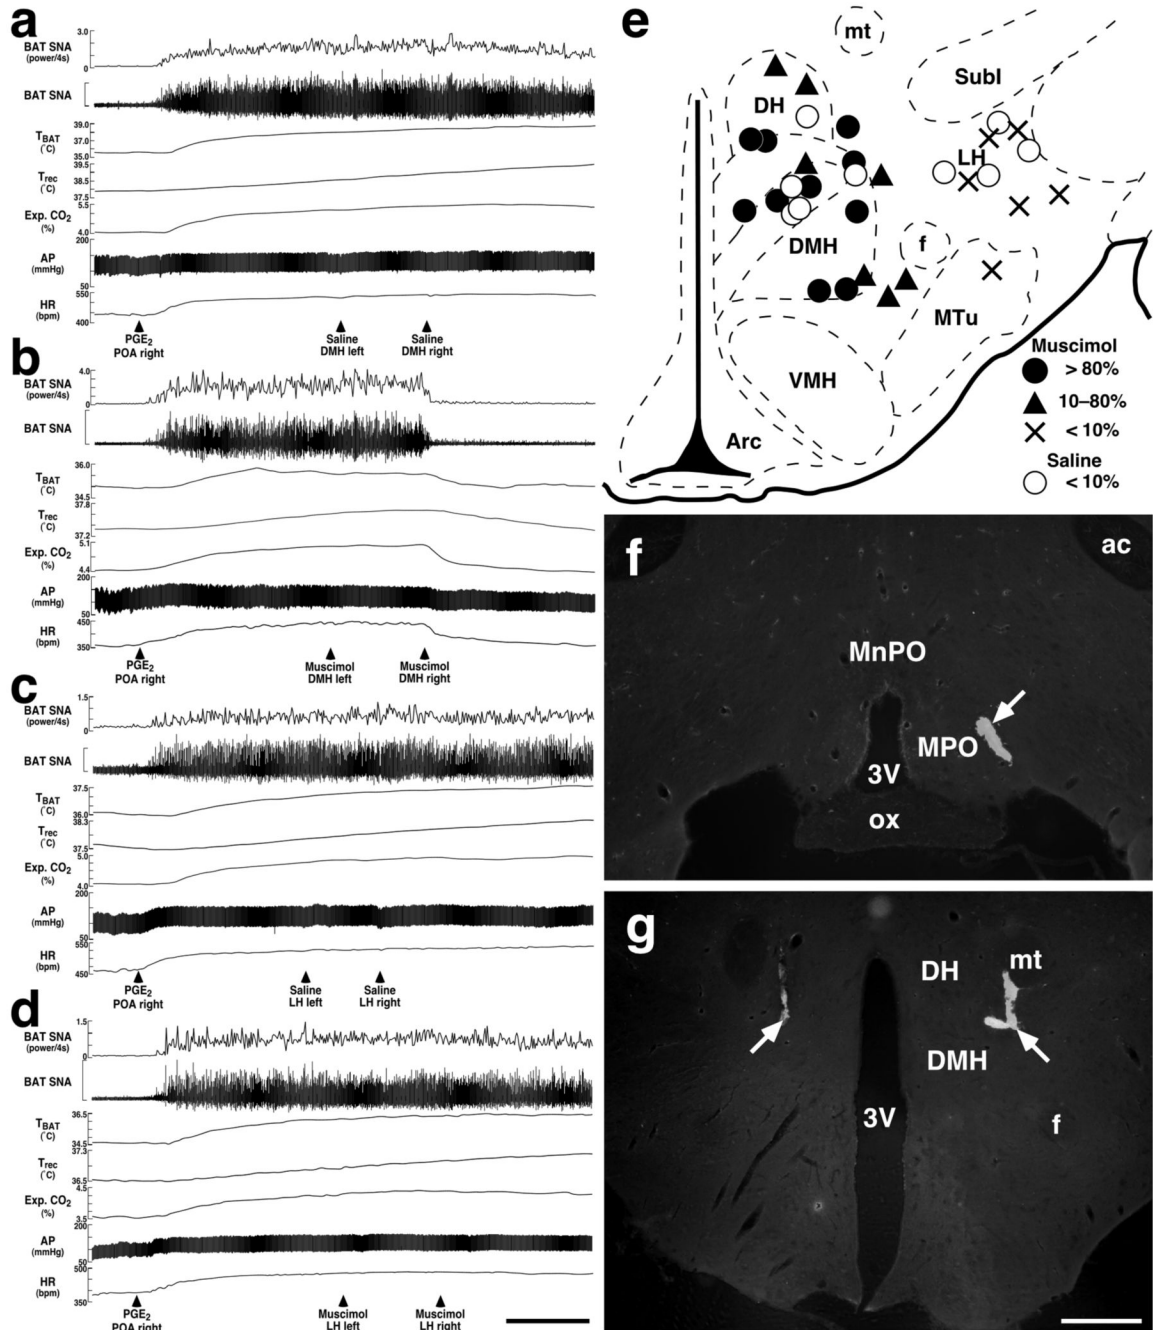 a
3.0
BAT SNA
(power/4s)
0
BAT SNA
39.0
TBAT
(˚C)
37.0
35.0
39.5
Trec
(˚C)
38.5
37.5
5.5
Exp. CO2
(%)
4.0
200
AP
(mmHg)
50
550
HR
(bpm)
400
PGE2
POA right
Saline
DMH left
Saline
DMH right
b
4.0
BAT SNA
(power/4s)
0
BAT SNA
36.0
TBAT
(˚C)
34.5
37.8
Trec
(˚C)
37.2
5.1
Exp. CO2
(%)
4.4
200
AP
(mmHg)
50
450
HR
(bpm)
350
PGE2
POA right
Muscimol
DMH left
Muscimol
DMH right
c
1.5
BAT SNA
(power/4s)
0
BAT SNA
37.5
TBAT
(˚C)
36.0
38.3
Trec
(˚C)
37.5
5.0
Exp. CO2
(%)
4.0
200
AP
(mmHg)
50
550
HR
(bpm)
450
PGE2
POA right
Saline
LH left
Saline
LH right
d
1.5
BAT SNA
(power/4s)
0
BAT SNA
36.5
TBAT
(˚C)
34.5
37.3
Trec
(˚C)
36.5
4.5
Exp. CO2
(%)
3.5
200
AP
(mmHg)
50
500
HR
(bpm)
350
PGE2
POA right
Muscimol
LH left
Muscimol
LH right
e
mt
SubI
DH
LH
DMH
f
MTu
VMH
Arc
Muscimol
> 80%
10–80%
< 10%
Saline
< 10%
f
ac
MnPO
MPO
3V
ox
g
DH
mt
DMH
3V
f